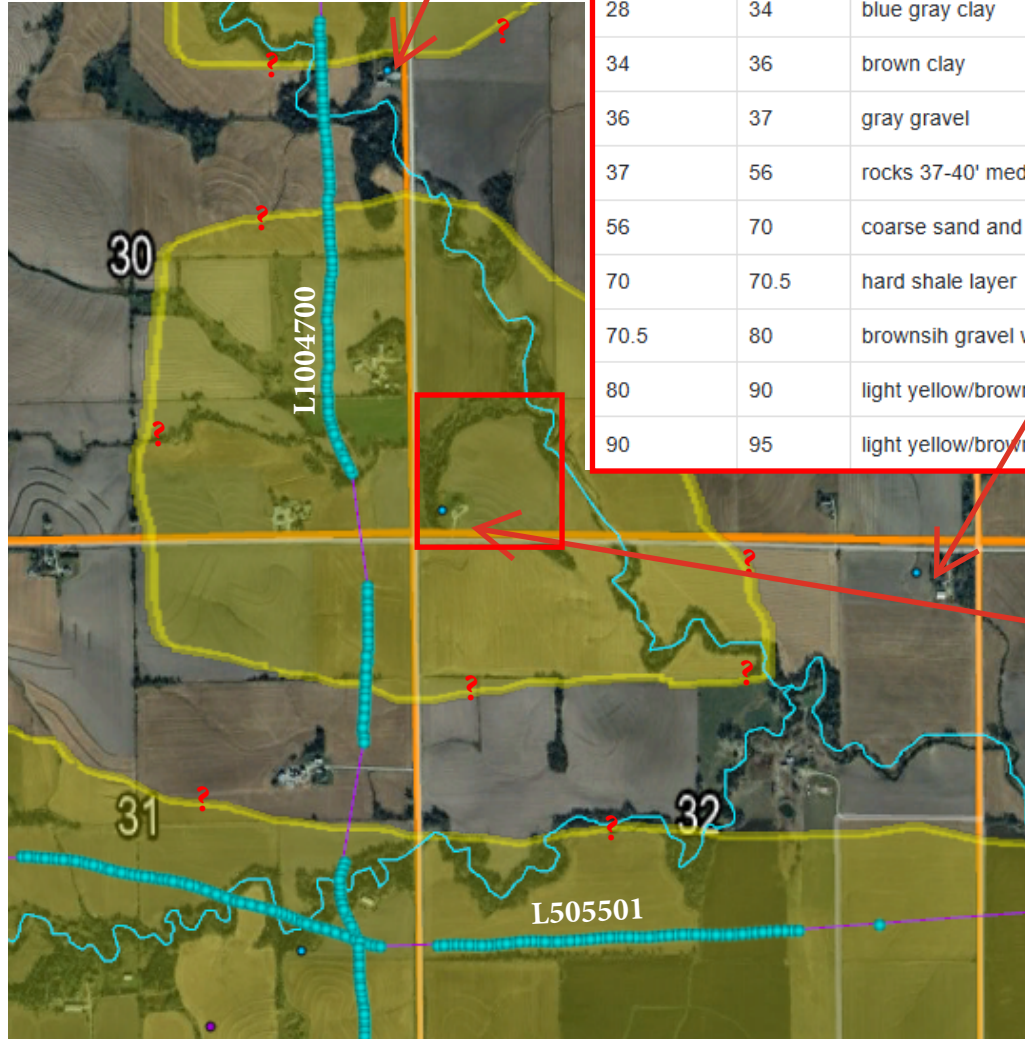 28 34 blue gray clay
34 36 brown clay
36 37 gray gravel
37 56 rocks 37-40' med
56 70 coarse sand and
70 70.5 hard shale layer
70.5 80 brownsih gravel
80 90 light yellow/brown
90 95 light yellow/brown
?
?
?
?
30
L1004700
?
?
?
?
31
?
?
32
L505501